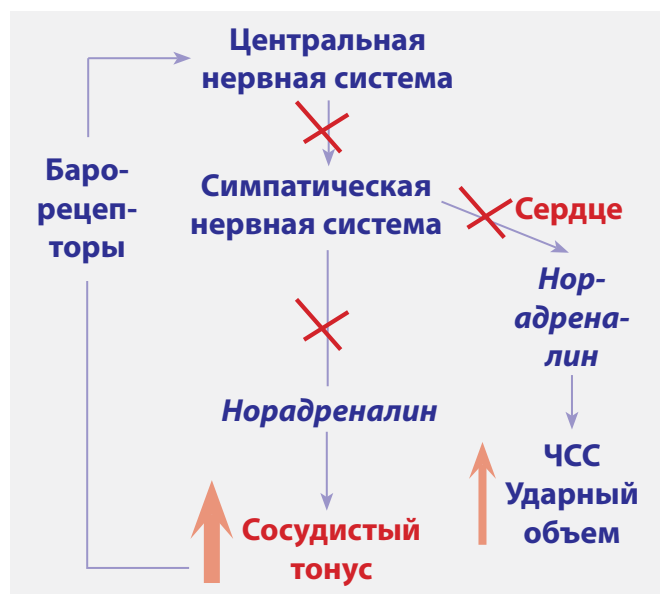 Центральная
нервная система
Баро-
рецеп-
торы
Симпатическая
нервная система
Сердце
Нор-
адрена-
лин
Норадреналин
ЧСС
Ударный
объем
Сосудистый
тонус